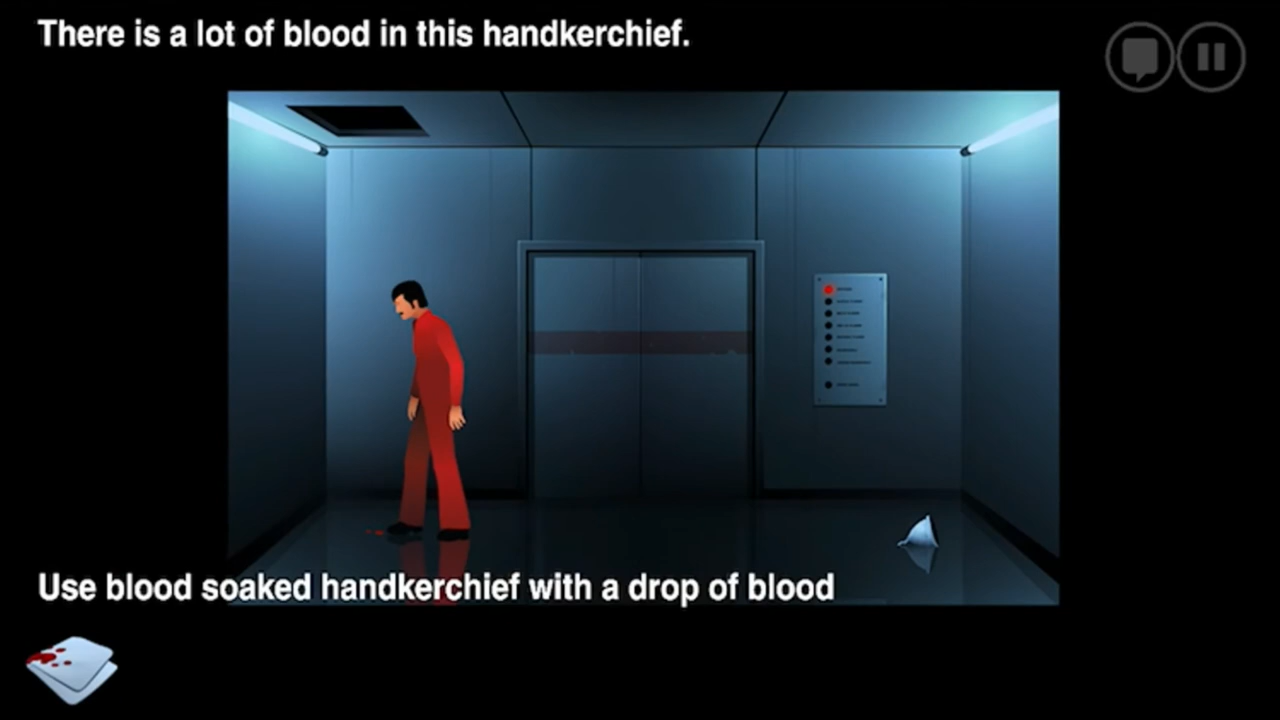 There is a lot of blood in this handkerchief.
Use blood soaked handkerchief with a drop of blood